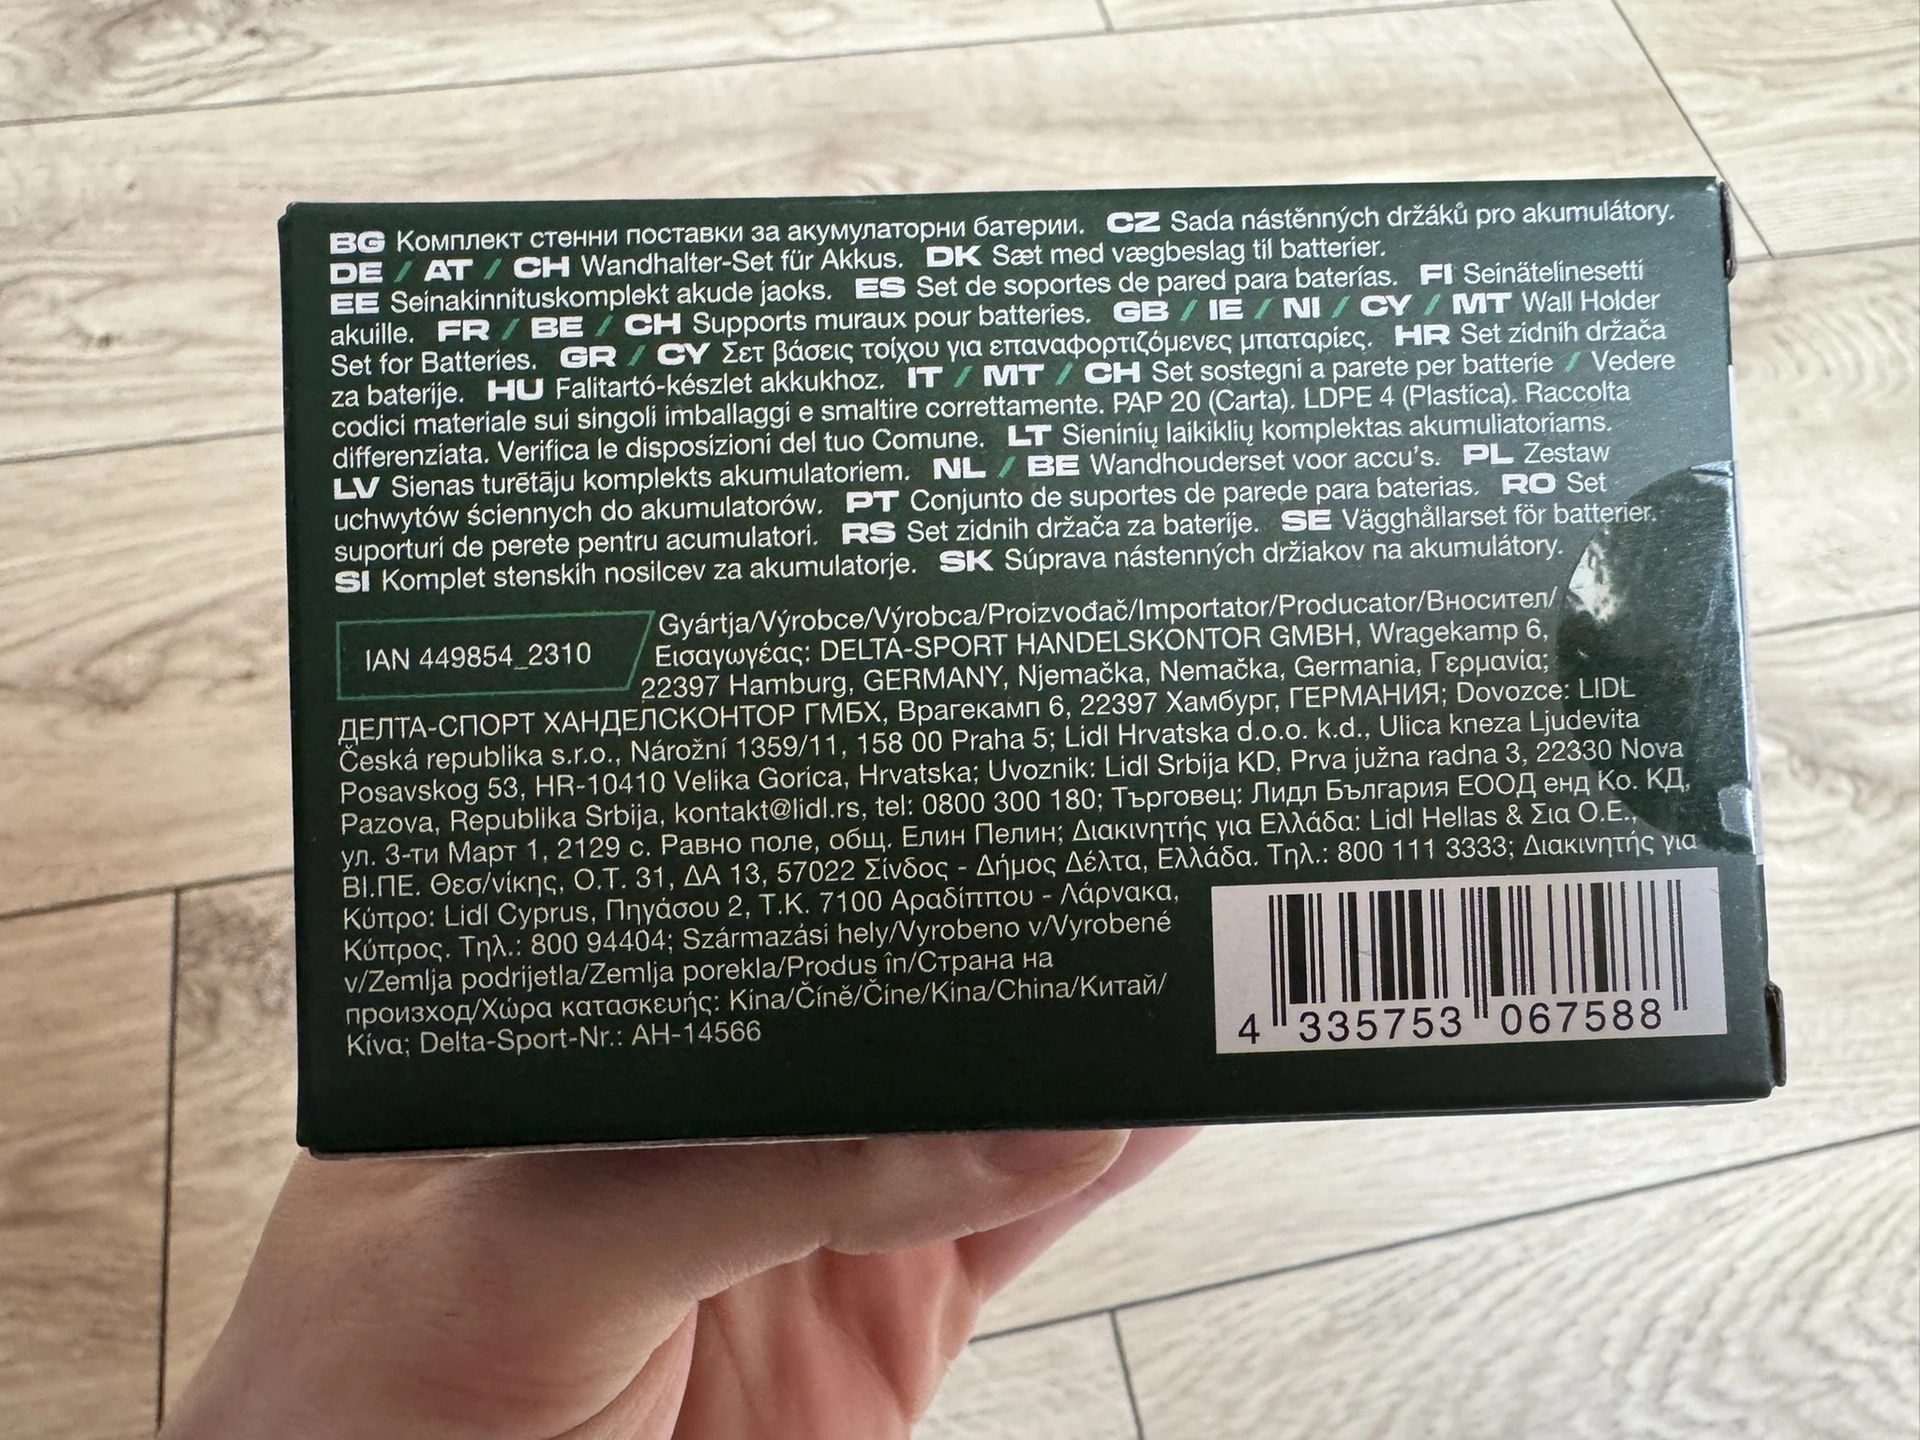 BG Комплект стенни поставки за акумулаторни батерии. CZ Sada nástěnných držáků pro akumulátory.
DE / AT / CH Wandhalter-Set für Akkus. DK Sæt med vægbeslag til batterier.
EE Seinakinnituskomplekt akude jaoks. ES Set de soportes de pared para baterías. FI Seinätelinesetti
akuille. FR / BE / CH Supports muraux pour batteries. GB / IE / NI / CY / MT Wall Holder
Set for Batteries. GR / CY Σετ βάσεις τοίχου για επαναφορτιζόμενες μπαταρίες. HR Set zidnih držača
za baterije. HU Falitartó-készlet akkukhoz. IT / MT / CH Set sostegni a parete per batterie / Vedere
codici materiale sui singoli imballaggi e smaltire correttamente. PAP 20 (Carta). LDPE 4 (Plastica). Raccolta
differenziata. Verifica le disposizioni del tuo Comune. LT Sieninių laikiklių komplektas akumuliatoriams.
LV Sienas turētāju komplekts akumulatoriem. NL / BE Wandhouderset voor accu's. PL Zestaw
uchwytów ściennych do akumulatorów. PT Conjunto de suportes de parede para baterias. RO Set
suporturi de perete pentru acumulatori. RS Set zidnih držača za baterije. SE Vägghållarset för batterier.
SI Komplet stenskih nosilcev za akumulatorje. SK Súprava nástenných držiakov na akumulátory.
IAN 449854_2310
Gyártja/Výrobce/Výrobca/Proizvođač/Importator/Producator/Вносител/
Εισαγωγέας: DELTA-SPORT HANDELSKONTOR GMBH, Wragekamp 6,
22397 Hamburg, GERMANY, Njemačka, Nemačka, Germania, Γερμανία;
ДЕЛТА-СПОРТ ХАНДЕЛСКОНТОР ГМБХ, Врагекамп 6, 22397 Хамбург, ГЕРМАНИЯ; Dovozce: LIDL
Česká republika s.r.o., Nárožní 1359/11, 158 00 Praha 5; Lidl Hrvatska d.o.o. k.d., Ulica kneza Ljudevita
Posavskog 53, HR-10410 Velika Gorica, Hrvatska; Uvoznik: Lidl Srbija KD, Prva južna radna 3, 22330 Nova
Pazova, Republika Srbija, kontakt@lidl.rs, tel: 0800 300 180; Търговец: Лидл България ЕООД енд Ко. КД,
ул. 3-ти Март 1, 2129 с. Равно поле, общ. Елин Пелин; Διακινητής για Ελλάδα: Lidl Hellas & Σια Ο.Ε.,
ΒΙ.ΠΕ. Θεσ/νίκης, Ο.Τ. 31, ΔΑ 13, 57022 Σίνδος - Δήμος Δέλτα, Ελλάδα. Τηλ.: 800 111 3333; Διακινητής για
Κύπρο: Lidl Cyprus, Πηγάσου 2, Τ.Κ. 7100 Αραδίππου - Λάρνακα,
Κύπρος. Τηλ.: 800 94404; Származási hely/Vyrobeno v/Vyrobené
v/Zemlja podrijetla/Zemlja porekla/Produs în/Страна на
произход/Χώρα κατασκευής: Kína/Číně/Číne/Kina/China/Китай/
Κίνα; Delta-Sport-Nr.: AH-14566
4 335753 067588